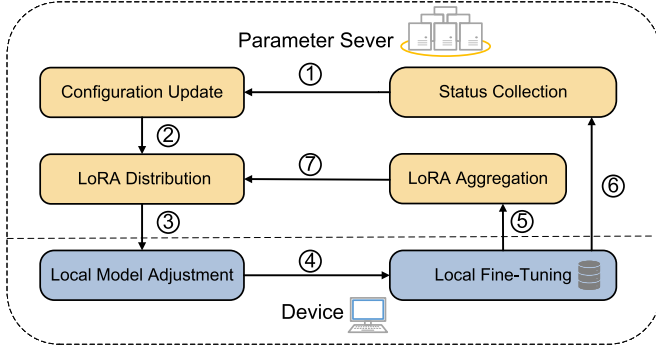 Parameter Sever
①
Configuration Update
Status Collection
②
⑦
⑥
LoRA Distribution
LoRA Aggregation
③
⑤
④
Local Model Adjustment
Local Fine-Tuning
Device